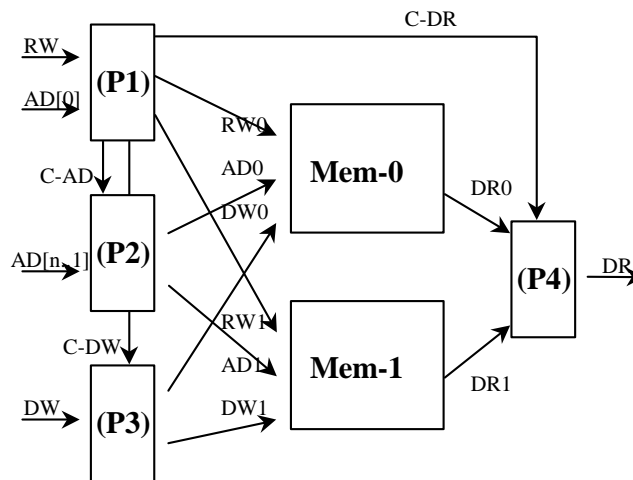 C-DR
RW
(P1)
AD[0]
RW0
C-AD
AD0
Mem-0
DR0
DW0
(P2)
AD[n..1]
(P4)
DR
RW1
C-DW
AD1
Mem-1
DR1
DW
(P3)
DW1